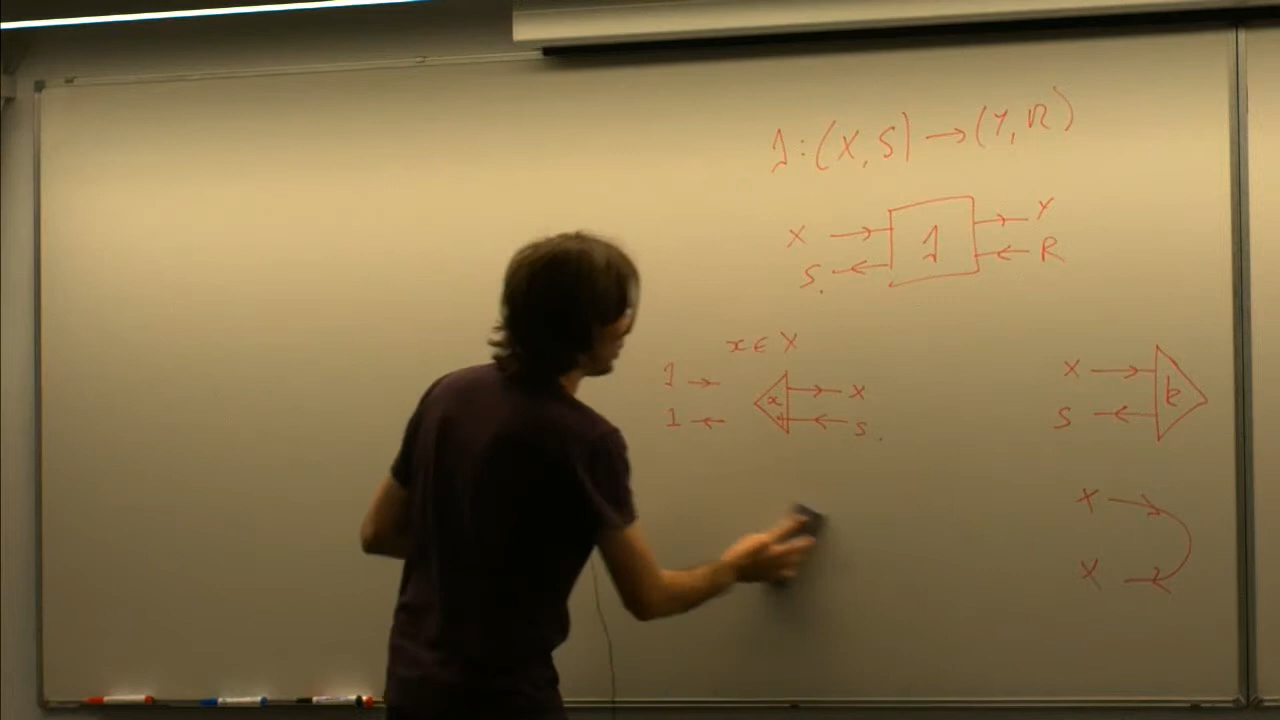 1 : (X, S) → (Y, R)
X → 1 → Y
S ← ← R
x ∈ X
1 → x → X
1 ← ← S
X → k
S ←
X
X